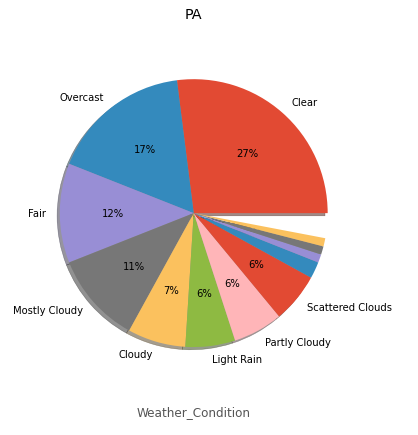 PA
Clear
27%
Overcast
17%
Fair
12%
Mostly Cloudy
11%
Cloudy
7%
Light Rain
6%
Partly Cloudy
6%
Scattered Clouds
6%
Weather_Condition